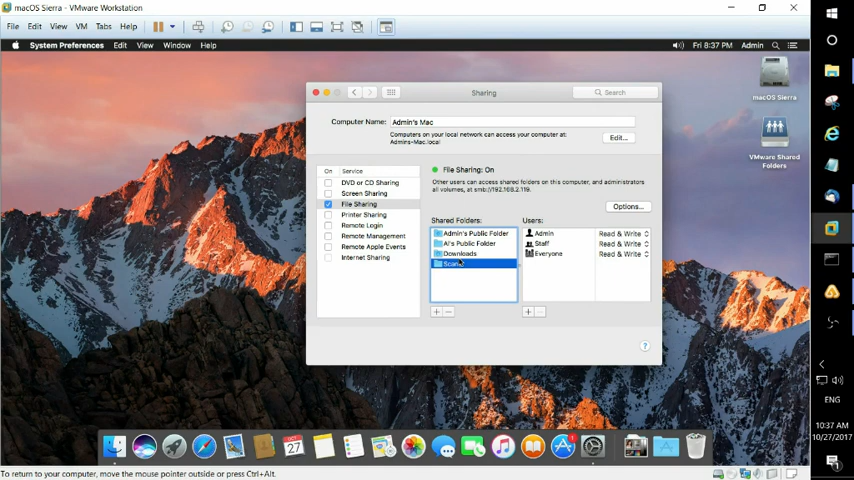 macOS Sierra - VMware Workstation
File Edit View VM Tabs Help
System Preferences Edit View Window Help
Fri 8:37 PM Admin
Sharing
Search
macOS Sierra
VMware Shared
Folders
Computer Name: Admin's Mac
Computers on your local network can access your computer at:
Admins-Mac.local
Edit...
On Service
DVD or CD Sharing
Screen Sharing
File Sharing
Printer Sharing
Remote Login
Remote Management
Remote Apple Events
Internet Sharing
File Sharing: On
Other users can access shared folders on this computer, and administrators
all volumes, at smb://192.168.2.119.
Options...
Shared Folders:
Admin's Public Folder
Al's Public Folder
Downloads
Users:
Admin Read & Write
Staff Read & Write
Everyone Read & Write
+ −
+ −
?
OCT
27
1
ENG
10:37 AM
10/27/2017
1
To return to your computer, move the mouse pointer outside or press Ctrl+Alt.